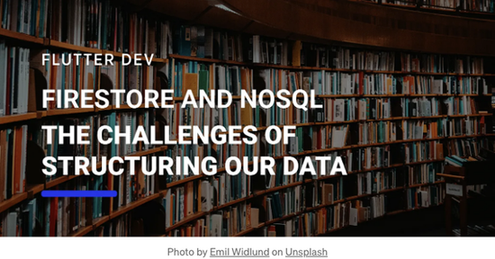 FLUTTER DEV
FIRESTORE AND NOSQL
THE CHALLENGES OF
STRUCTURING OUR DATA
Photo by Emil Widlund on Unsplash